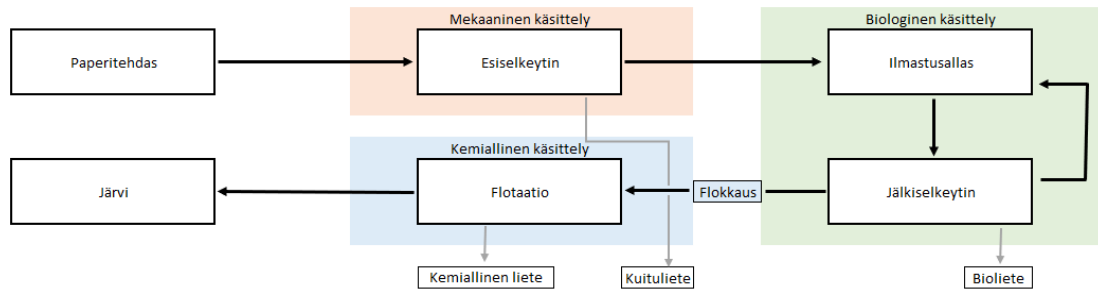 Mekaaninen käsittely
Biologinen käsittely
Paperitehdas
Esiselkeytin
Ilmastusallas
Kemiallinen käsittely
Järvi
Flotaatio
Flokkaus
Jälkiselkeytin
Kemiallinen liete
Kuituliete
Bioliete